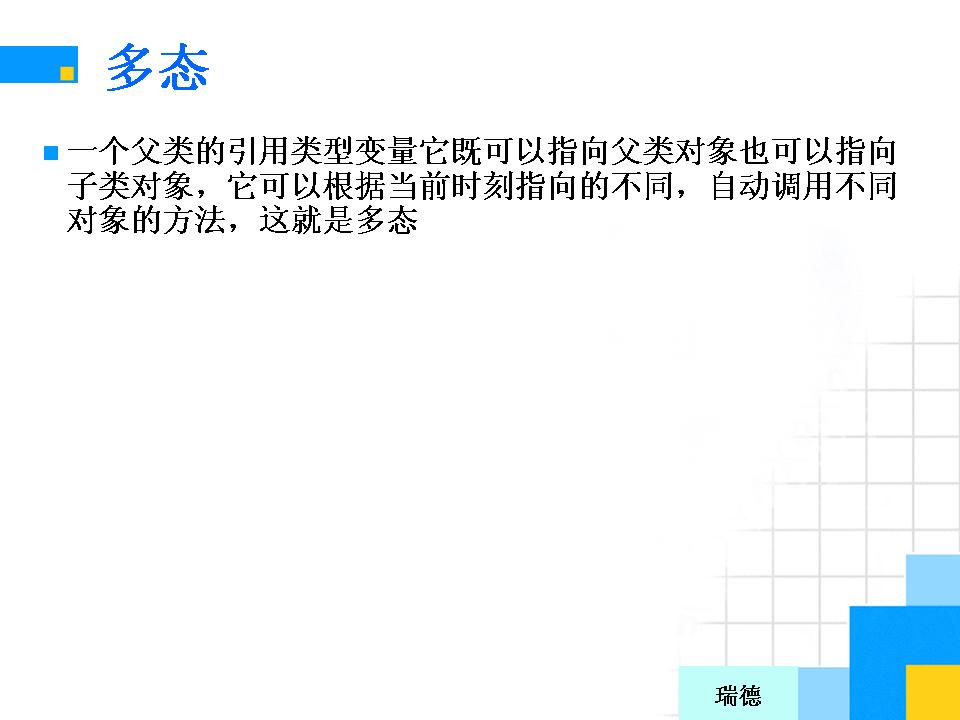 多态
一个父类的引用类型变量它既可以指向父类对象也可以指向
子类对象，它可以根据当前时刻指向的不同，自动调用不同
对象的方法，这就是多态
瑞德